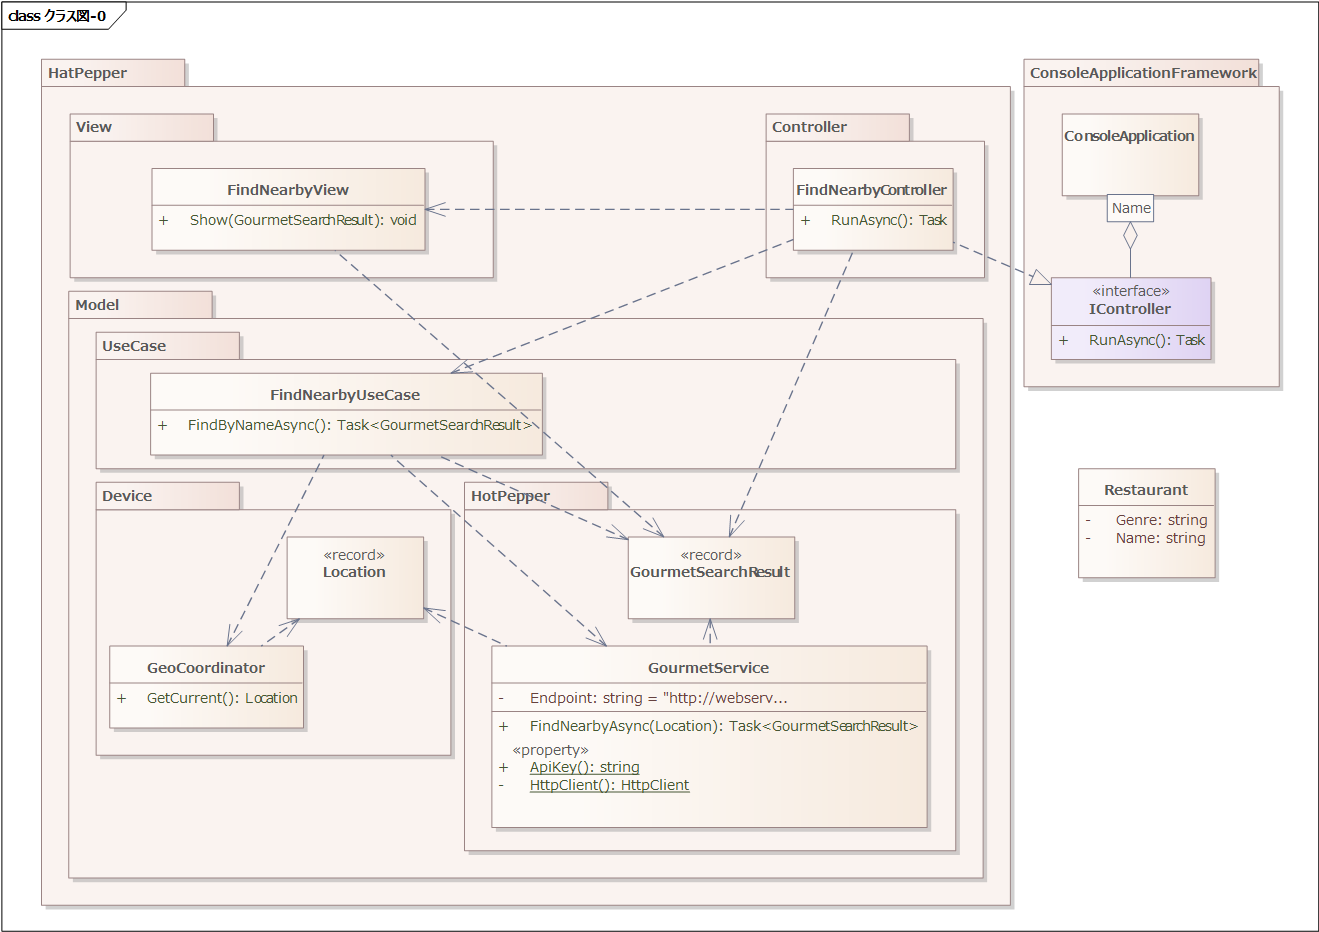 class クラス図-0
HatPepper
View
FindNearbyView
+ Show(GourmetSearchResult): void
Controller
FindNearbyController
+ RunAsync(): Task
ConsoleApplicationFramework
ConsoleApplication
Name
«interface»
IController
+ RunAsync(): Task
Model
UseCase
FindNearbyUseCase
+ FindByNameAsync(): Task<GourmetSearchResult>
Device
«record»
Location
GeoCoordinator
+ GetCurrent(): Location
HotPepper
«record»
GourmetSearchResult
GourmetService
- Endpoint: string = "http://webserv...
+ FindNearbyAsync(Location): Task<GourmetSearchResult>
«property»
+ ApiKey(): string
- HttpClient(): HttpClient
Restaurant
- Genre: string
- Name: string